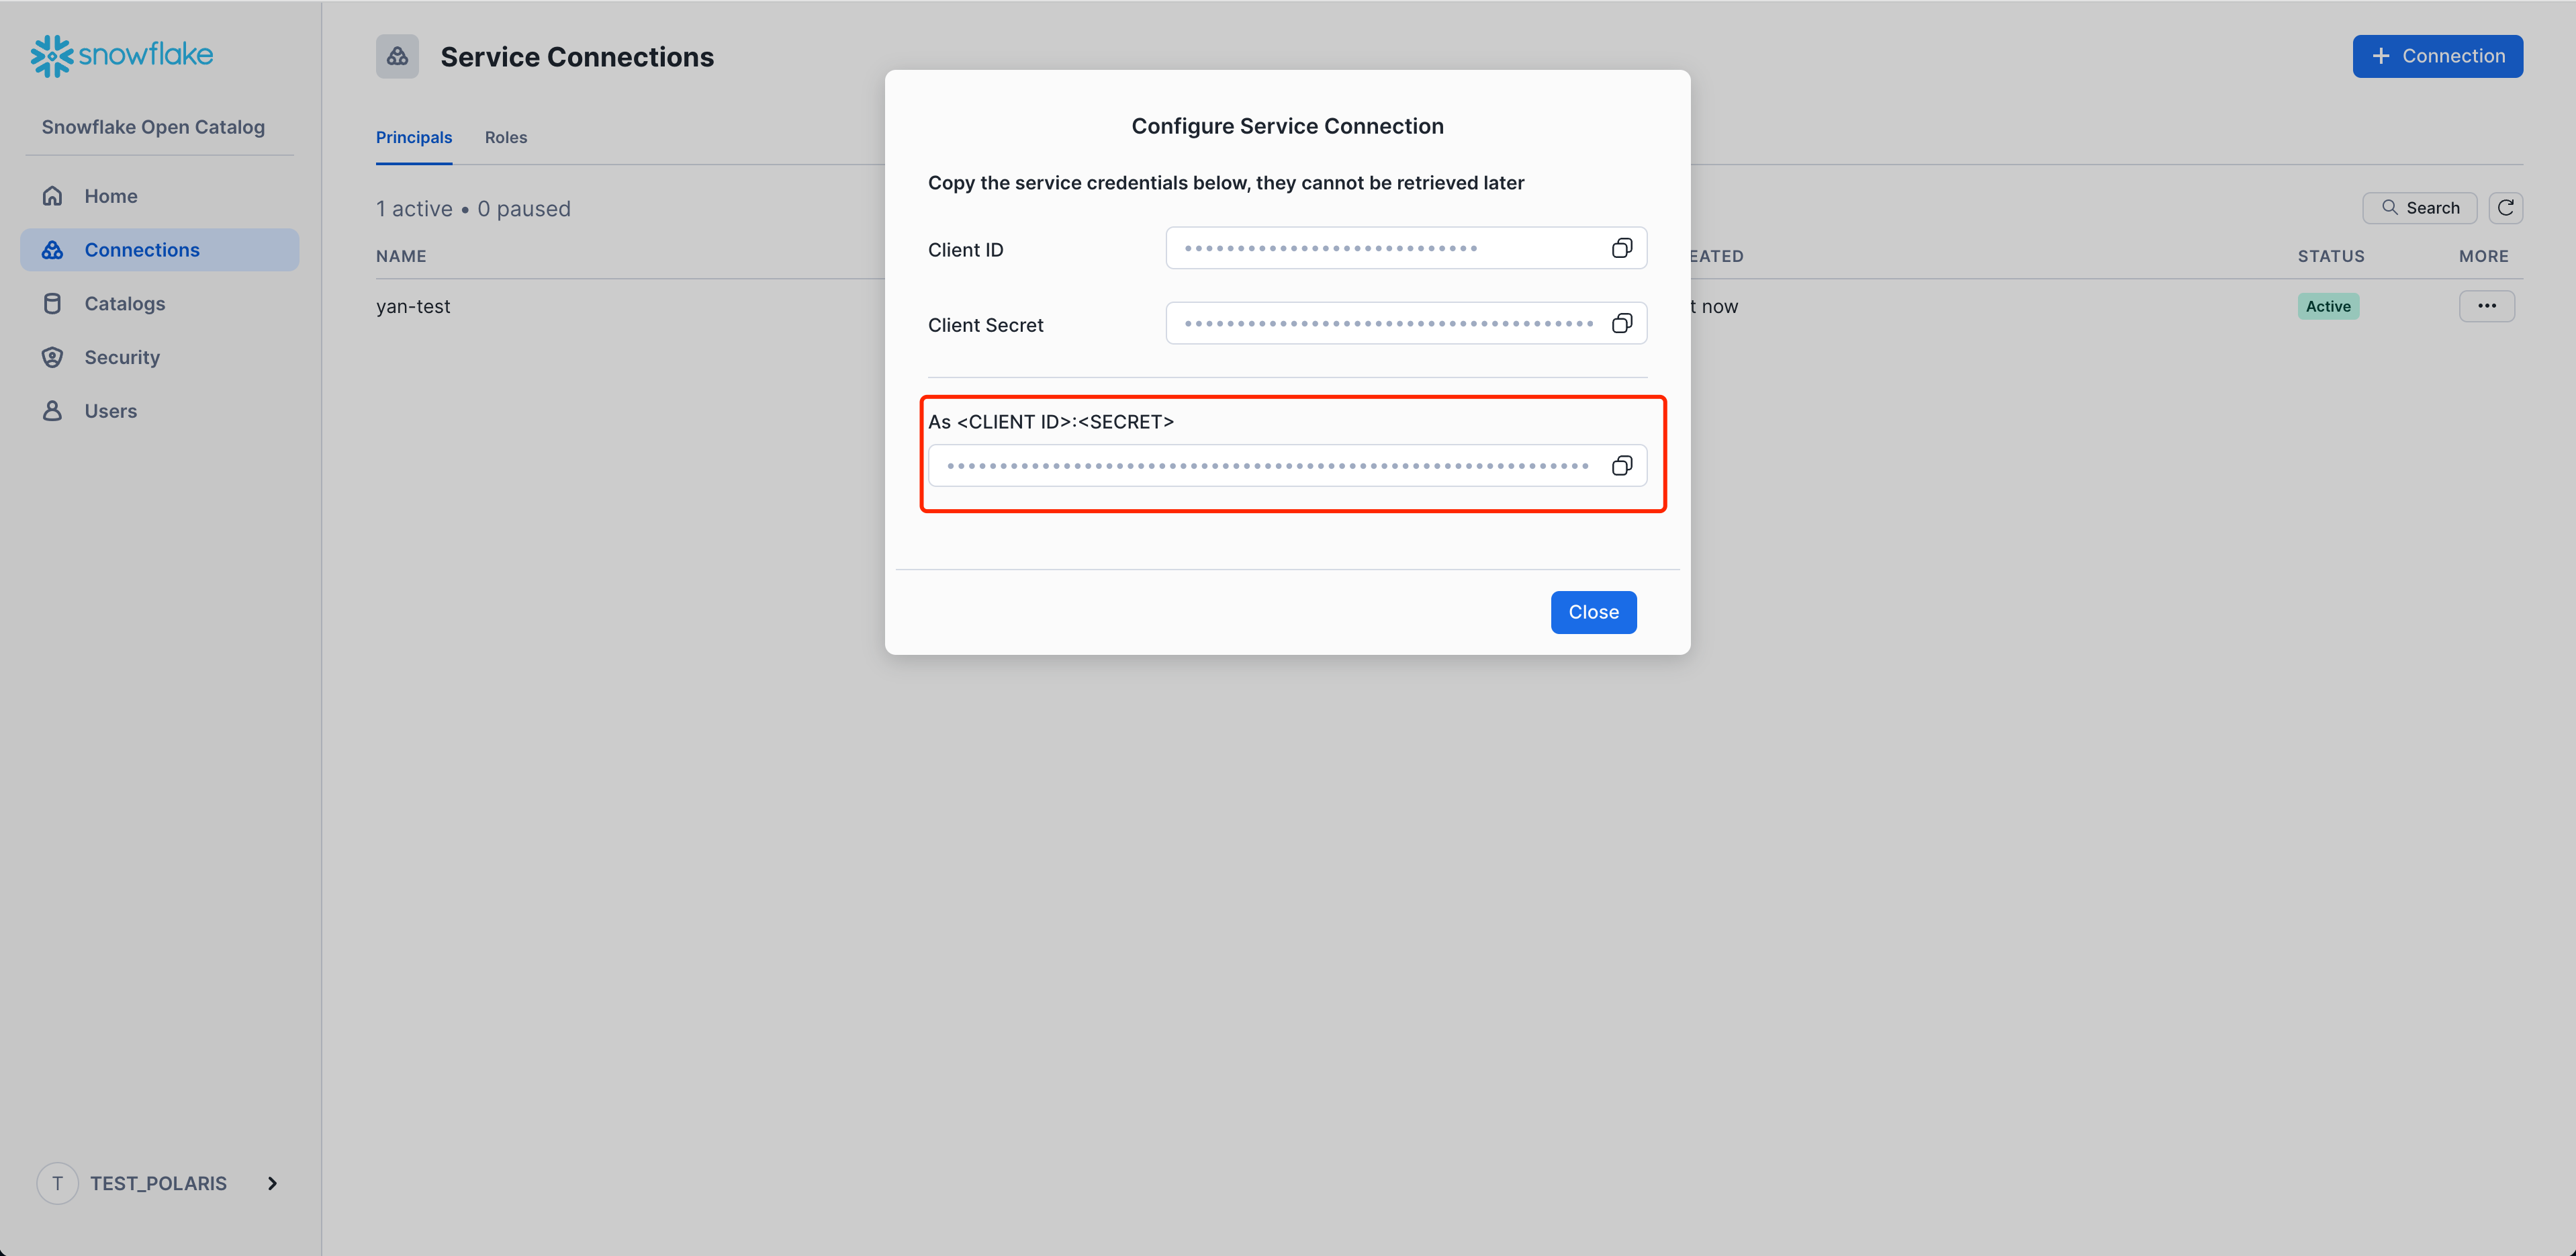 snowflake
Snowflake Open Catalog
Home
Connections
Catalogs
Security
Users
T TEST_POLARIS
Service Connections
+ Connection
Principals Roles
1 active • 0 paused
Search
NAME EATED STATUS MORE
yan-test t now Active •••
Configure Service Connection
Copy the service credentials below, they cannot be retrieved later
Client ID
Client Secret
As <CLIENT ID>:<SECRET>
Close